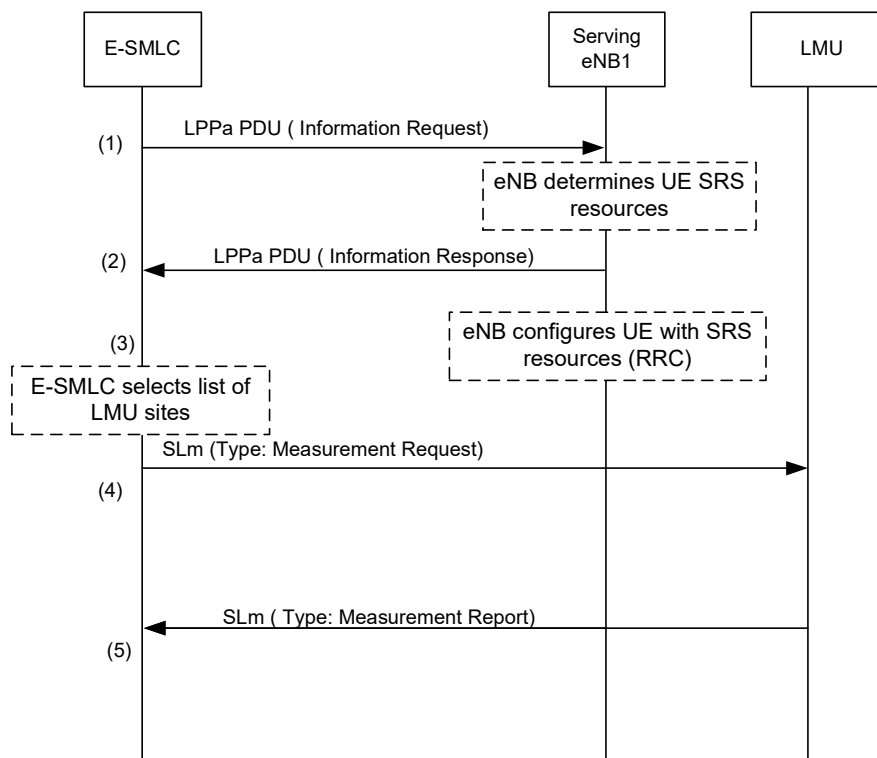 E-SMLC
Serving
eNB1
LMU
LPPa PDU ( Information Request)
(1)
eNB determines UE SRS
resources
LPPa PDU ( Information Response)
(2)
eNB configures UE with SRS
resources (RRC)
(3)
E-SMLC selects list of
LMU sites
SLm (Type: Measurement Request)
(4)
SLm ( Type: Measurement Report)
(5)